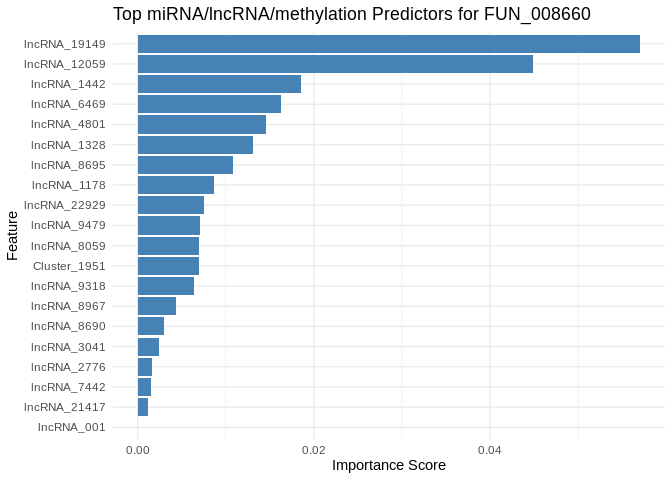 Top miRNA/lncRNA/methylation Predictors for FUN_008660
lncRNA_19149
lncRNA_12059
lncRNA_1442
lncRNA_6469
lncRNA_4801
lncRNA_1328
lncRNA_8695
lncRNA_1178
lncRNA_22929
lncRNA_9479
lncRNA_8059
Cluster_1951
lncRNA_9318
lncRNA_8967
lncRNA_8690
lncRNA_3041
lncRNA_2776
lncRNA_7442
lncRNA_21417
lncRNA_001
Feature
0.00 0.02 0.04
Importance Score